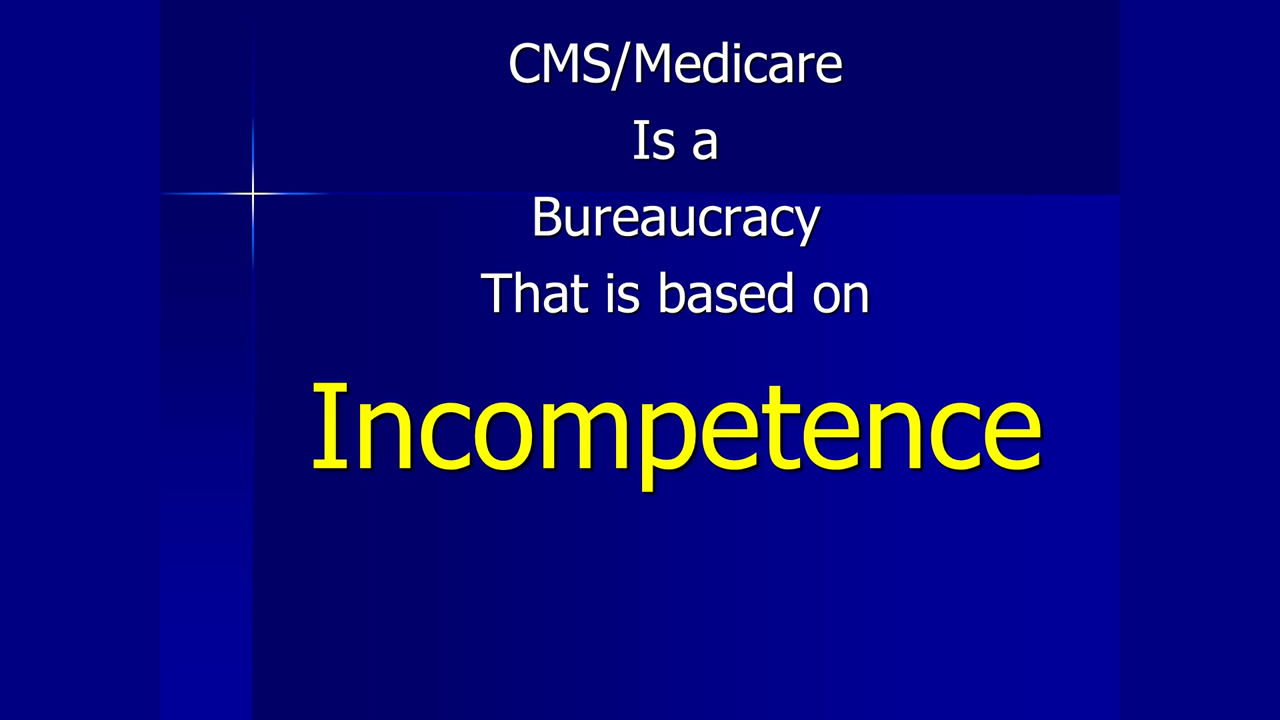 CMS/Medicare
Is a
Bureaucracy
That is based on
Incompetence